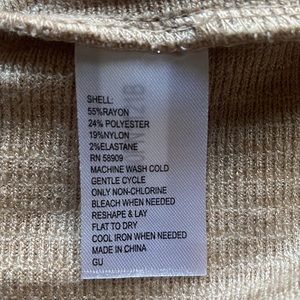 SHELL:
55%RAYON
24% POLYESTER
19%NYLON
2%ELASTANE
RN 58909
MACHINE WASH COLD
GENTLE CYCLE
ONLY NON-CHLORINE
BLEACH WHEN NEEDED
RESHAPE & LAY
FLAT TO DRY
COOL IRON WHEN NEEDED
MADE IN CHINA
GU